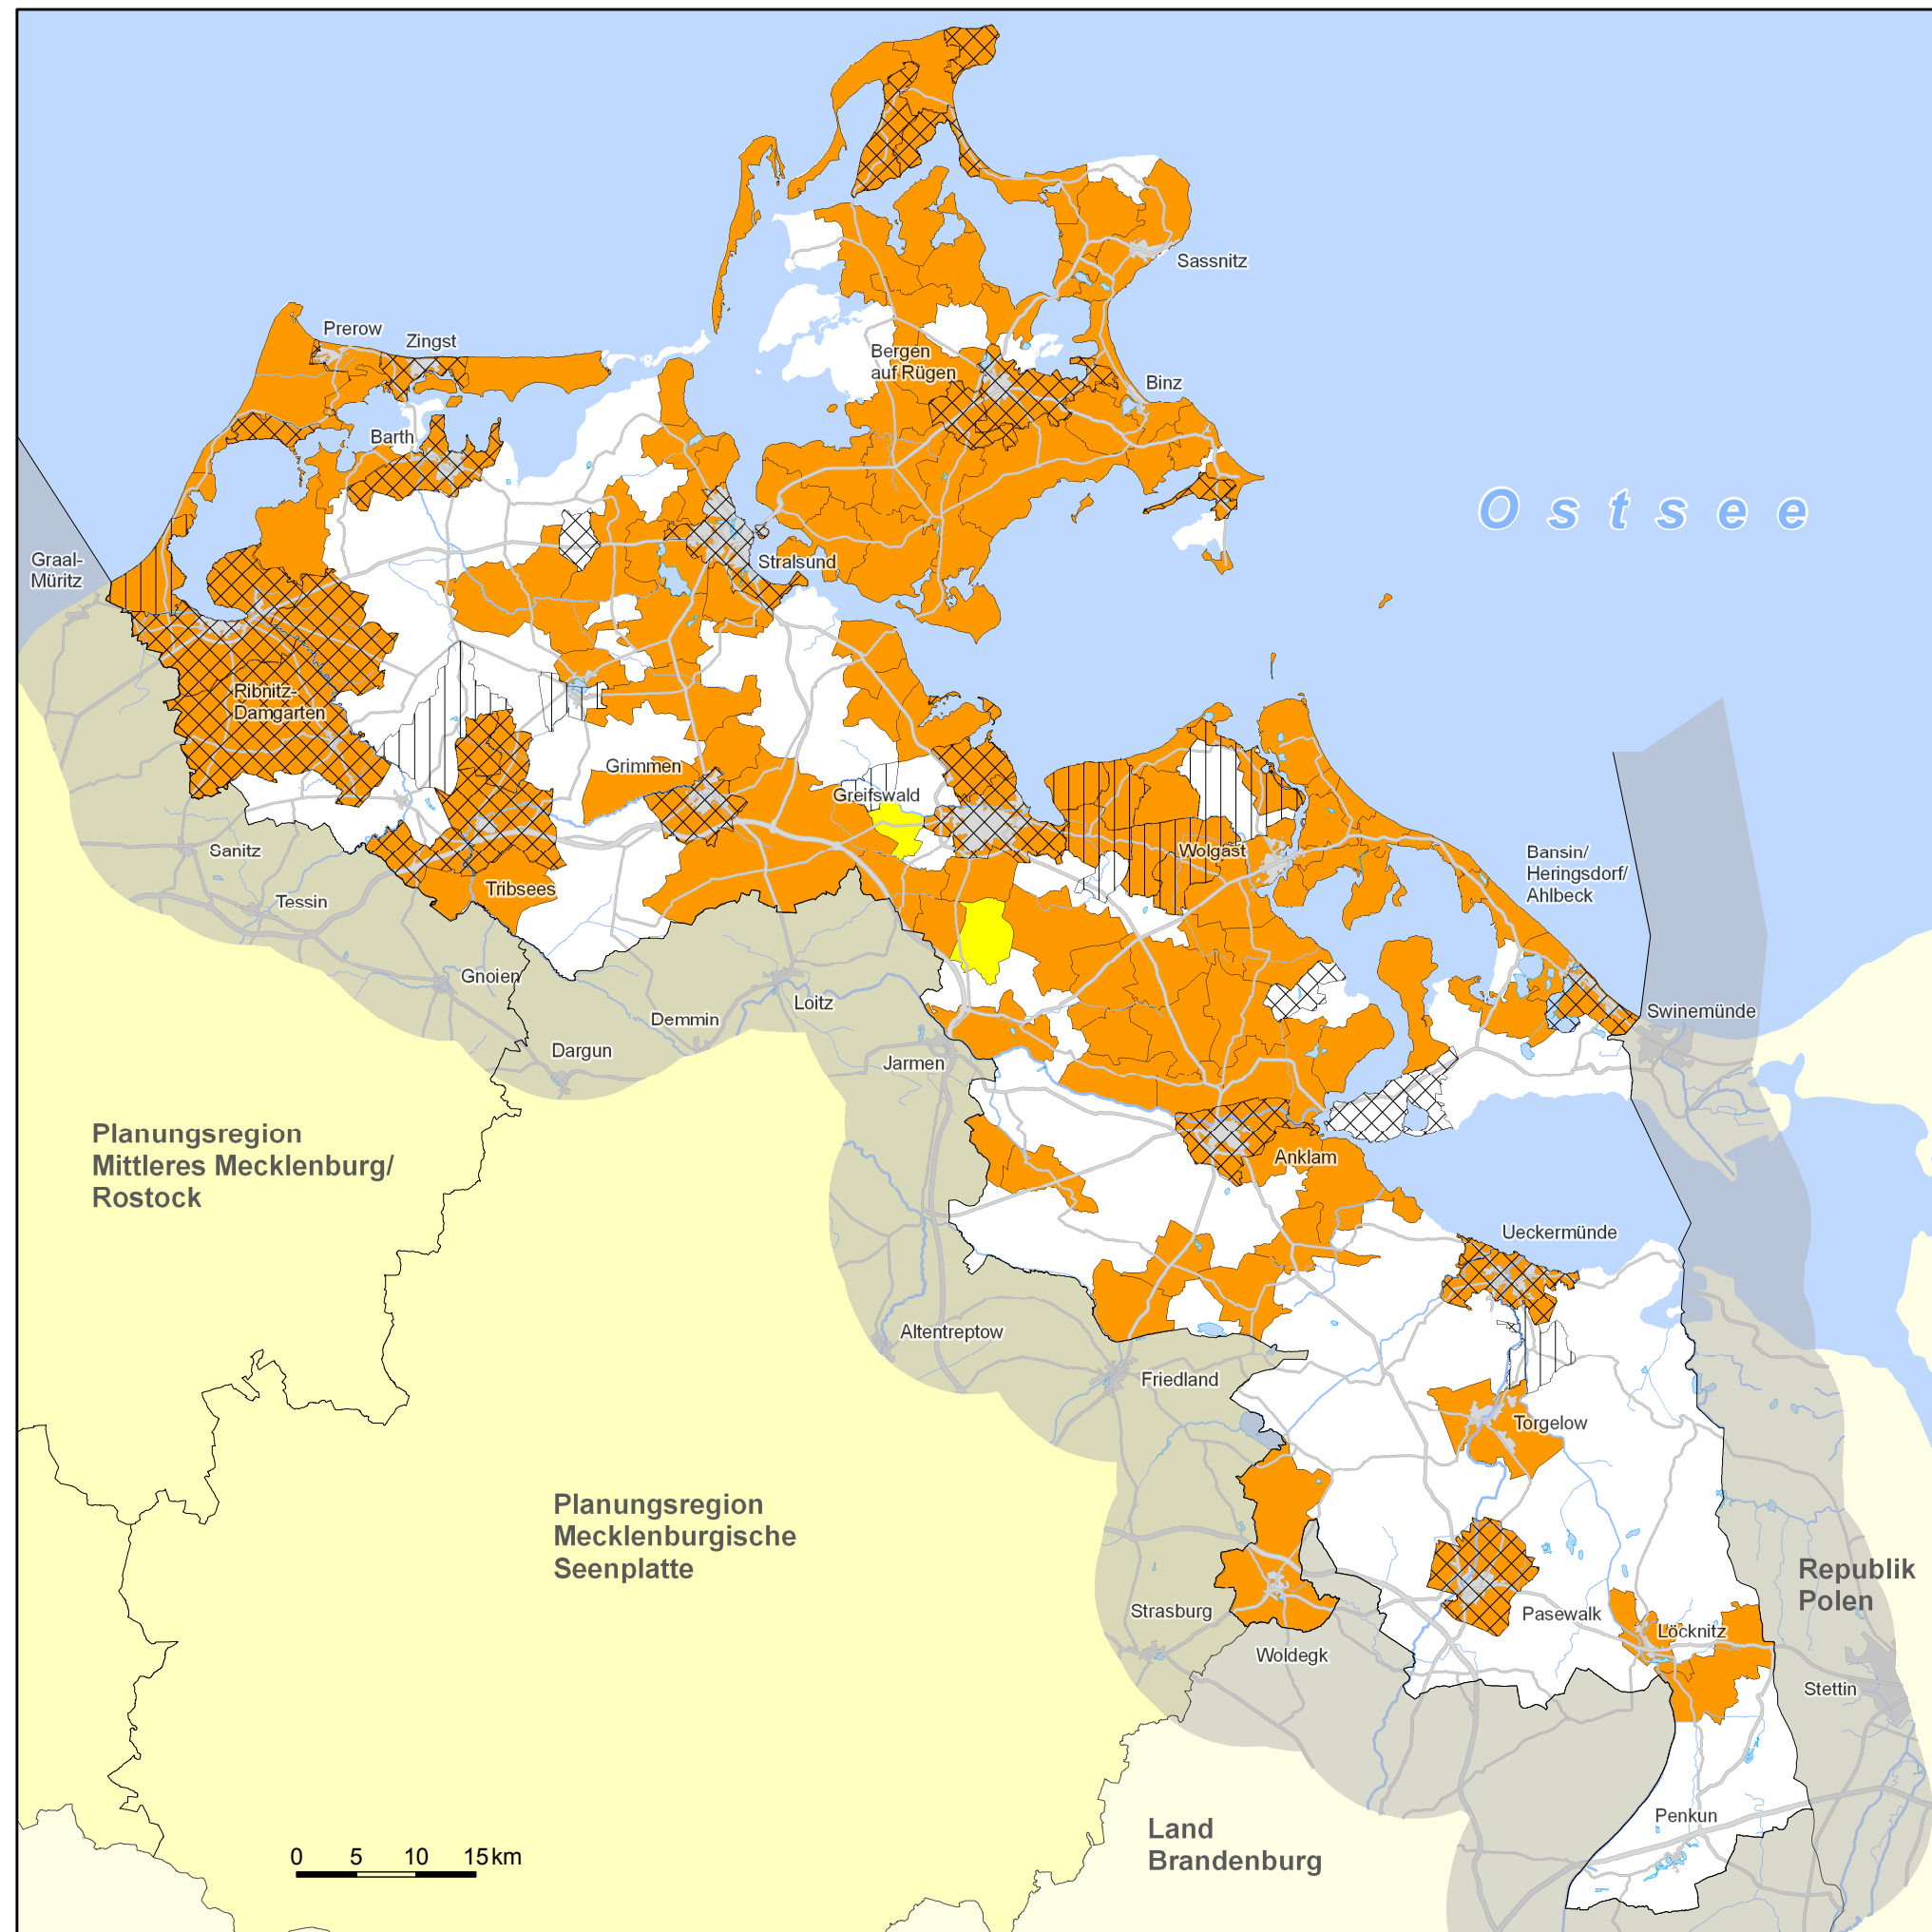 Sassnitz
Prerow
Zingst
Bergen
auf Rügen
Binz
Barth
Ostsee
Graal-
Müritz
Stralsund
Ribnitz-
Damgarten
Grimmen
Greifswald
Sanitz
Wolgast
Bansin/
Heringsdorf/
Ahlbeck
Tribsees
Tessin
Gnoien
Loitz
Demmin
Swinemünde
Dargun
Jarmen
Planungsregion
Mittleres Mecklenburg/
Rostock
Anklam
Ueckermünde
Altentreptow
Friedland
Torgelow
Planungsregion
Mecklenburgische
Seenplatte
Republik
Polen
Strasburg
Pasewalk
Löcknitz
Woldegk
Stettin
Penkun
Land
Brandenburg
0 5 10 15 km